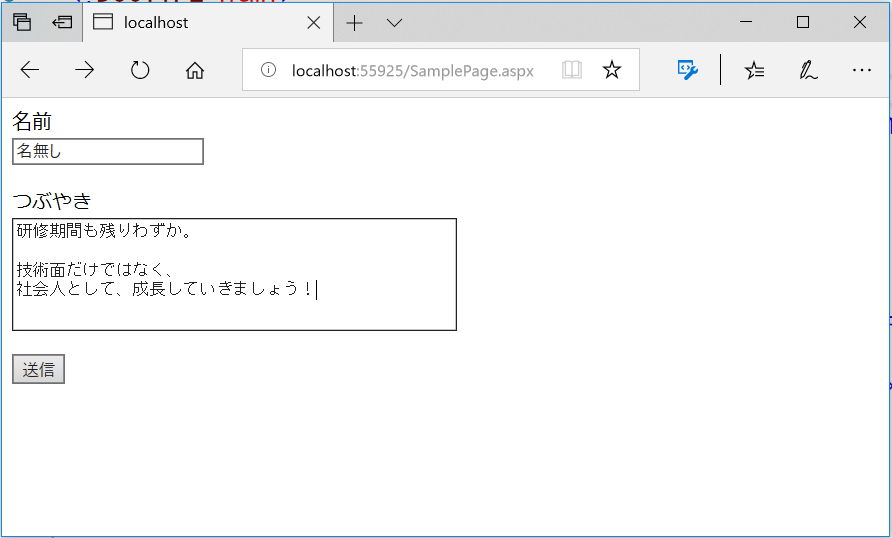 localhost
localhost:55925/SamplePage.aspx
名前
名無し
つぶやき
研修期間も残りわずか。
技術面だけではなく、
社会人として、成長していきましょう！
送信